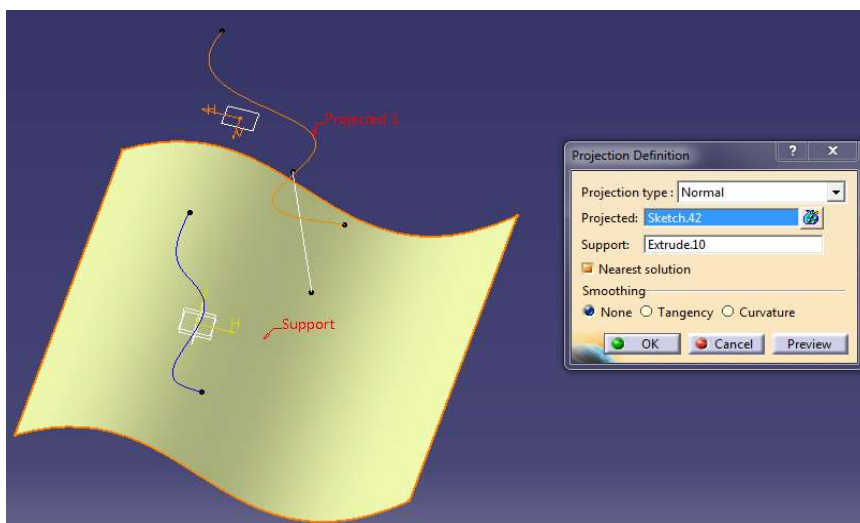 Projected 1
Support
H
Projection Definition
? x
Projection type : Normal
Projected: Sketch.42
Support: Extrude.10
Nearest solution
Smoothing
None Tangency Curvature
OK Cancel Preview